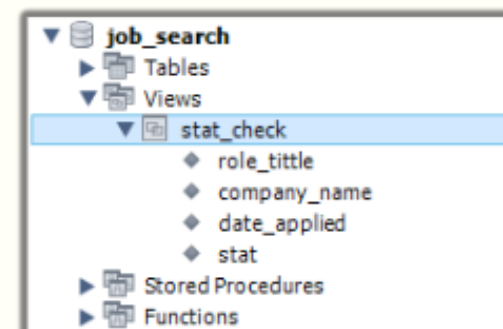 job_search
Tables
Views
stat_check
role_tittle
company_name
date_applied
stat
Stored Procedures
Functions